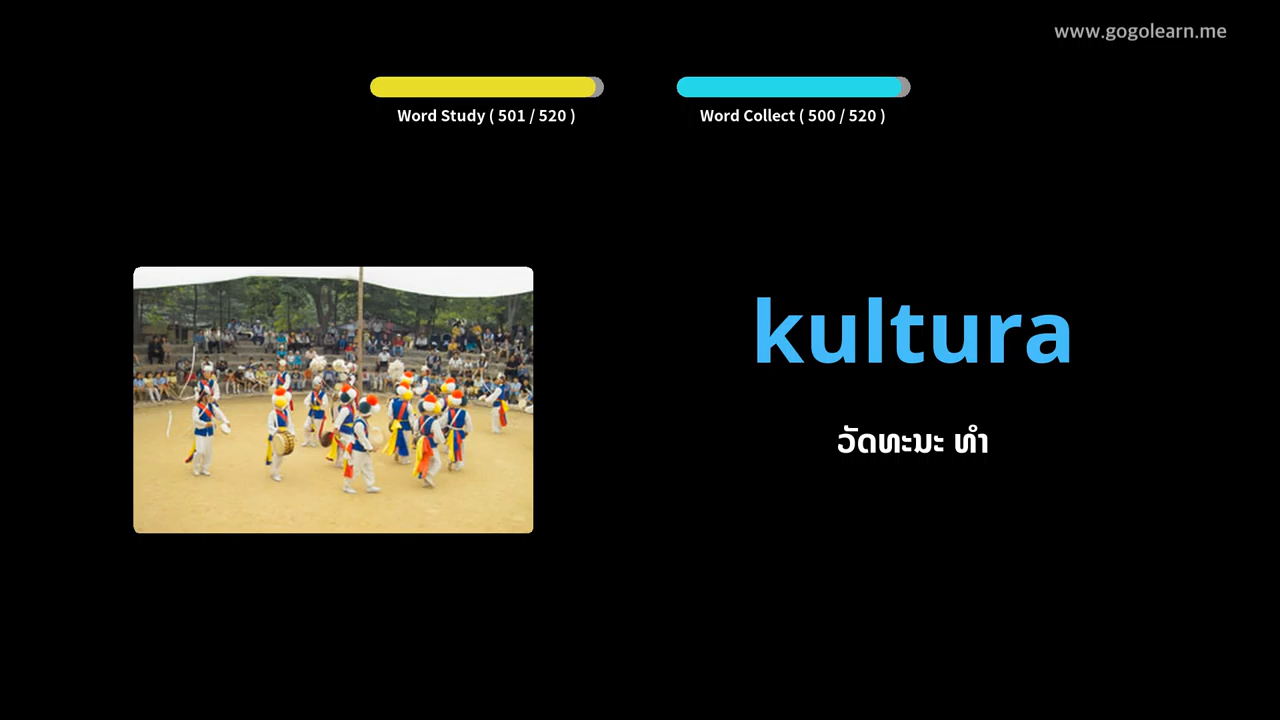 www.gogolearn.me
Word Study ( 501 / 520 )
Word Collect ( 500 / 520 )
kultura
ວັດທະນະ ທຳ